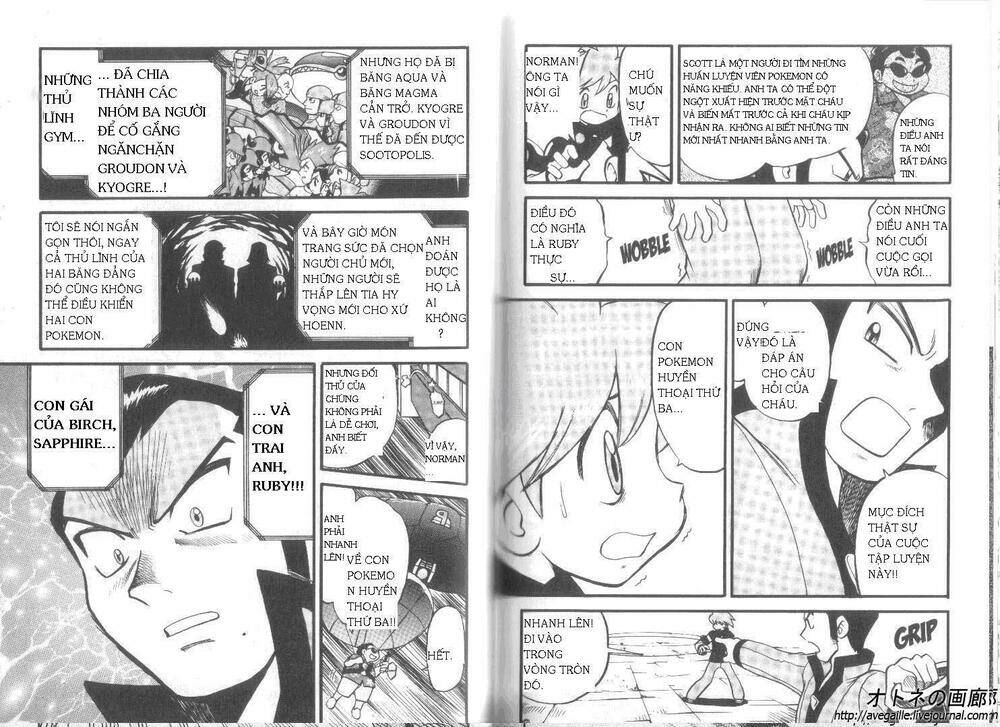 NORMAN!
ÔNG TA
NÓI GÌ
VẬY...
CHÚ
MUỐN
SỰ
THẬT
?
SCOTT LÀ MỘT NGƯỜI ĐI TÌM NHỮNG
HUẤN LUYỆN VIÊN POKEMON CÓ
NĂNG KHIẾU. ANH TA CÓ THỂ ĐỘT
NGỘT XUẤT HIỆN TRƯỚC MẶT CHÁU
VÀ BIẾN MẤT TRƯỚC CẢ KHI CHÁU KỊP
NHẬN RA. KHÔNG AI BIẾT NHỮNG TIN
MỚI NHẤT NHANH BẰNG ANH TA.
NHỮNG
ĐIỀU ANH
TA NÓI
RẤT ĐÁNG
TIN.
ĐIỀU ĐÓ
CÓ NGHĨA
LÀ RUBY
THỰC
SỰ...
WOBBLE
WOBBLE
CÒN NHỮNG
ĐIỀU ANH TA
NÓI CUỐI
CUỘC GỌI
VỪA RỒI...
CON
POKEMON
HUYỀN
THOẠI THỨ
BA...
ĐÚNG
VẬYĐÓ LÀ
ĐÁP ÁN
CHO CÂU
HỎI CỦA
CHÁU.
MỤC ĐÍCH
THẬT SỰ
CỦA CUỘC
TẬP LUYỆN
NÀY!!
NHANH LÊN!
ĐI VÀO
TRONG
VÒNG TRÒN
ĐÓ.
GRIP
NHỮNG
THỦ
LĨNH
GYM...
... ĐÃ CHIA
THÀNH CÁC
NHÓM BA NGƯỜI
ĐỂ CỐ GẮNG
NGĂNCHẶN
GROUDON VÀ
KYOGRE...!
NHƯNG HỌ ĐÃ BỊ
BĂNG AQUA VÀ
BĂNG MAGMA
CẢN TRỞ. KYOGRE
VÀ GROUDON VÌ
THẾ ĐÃ ĐẾN ĐƯỢC
SOOTOPOLIS.
TÔI SẼ NÓI NGẮN
GỌN THÔI, NGAY
CẢ THỦ LĨNH CỦA
HAI BĂNG ĐẢNG
ĐÓ CŨNG KHÔNG
THỂ ĐIỀU KHIỂN
HAI CON
POKEMON.
VÀ BÂY GIỜ MÓN
TRANG SỨC ĐÃ CHỌN
NGƯỜI CHỦ MỚI,
NHỮNG NGƯỜI SẼ
THẮP LÊN TIA HY
VỌNG MỚI CHO XỨ
HOENN.
ANH
ĐOÁN
ĐƯỢC
HỌ LÀ
AI
KHÔNG
?
CON GÁI
CỦA BIRCH,
SAPPHIRE...
... VÀ
CON
TRAI
ANH,
RUBY!!!
NHƯNG ĐỐI
THỦ CỦA
CHÚNG
KHÔNG PHẢI
LÀ DỄ CHƠI,
ANH BIẾT
ĐẤY.
VÌ VẬY,
NORMAN
...
ANH
PHẢI
NHANH
LÊN!
VỀ CON
POKEMO
N HUYỀN
THOẠI
THỨ BA!!
HẾT.
オトネの画廊
http://avegaille.livejournal.com